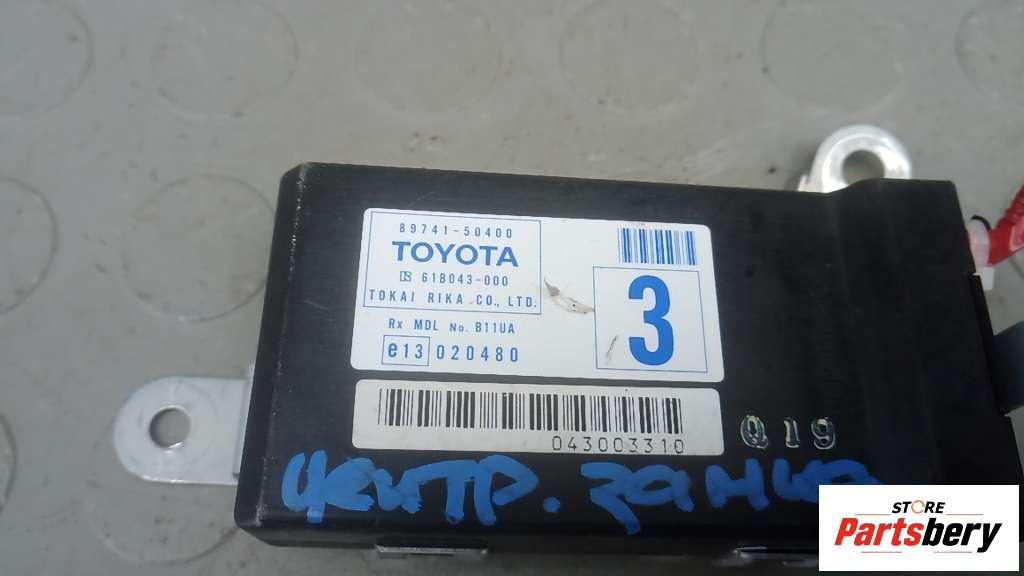 89741-50400
TOYOTA
61B043-000
TOKAI RIKA CO., LTD.
Rx MDL No. B11UA
e13 020480
3
043003310
Q19
центр. замка
STORE
Partsbery